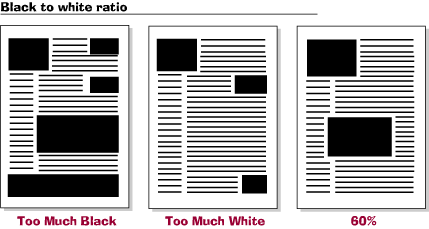 Black to white ratio
Too Much Black
Too Much White
60%